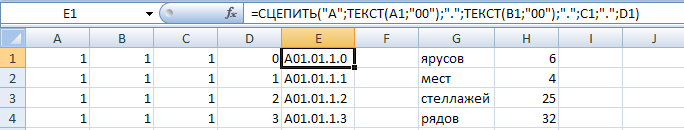 E1 fx =СЦЕПИТЬ("A";ТЕКСТ(A1;"00");".";ТЕКСТ(B1;"00");".";C1;".";D1)
A B C D E F G H I J
1 1 1 1 0 A01.01.1.0 ярусов 6
2 1 1 1 1 A01.01.1.1 мест 4
3 1 1 1 2 A01.01.1.2 стеллажей 25
4 1 1 1 3 A01.01.1.3 рядов 32